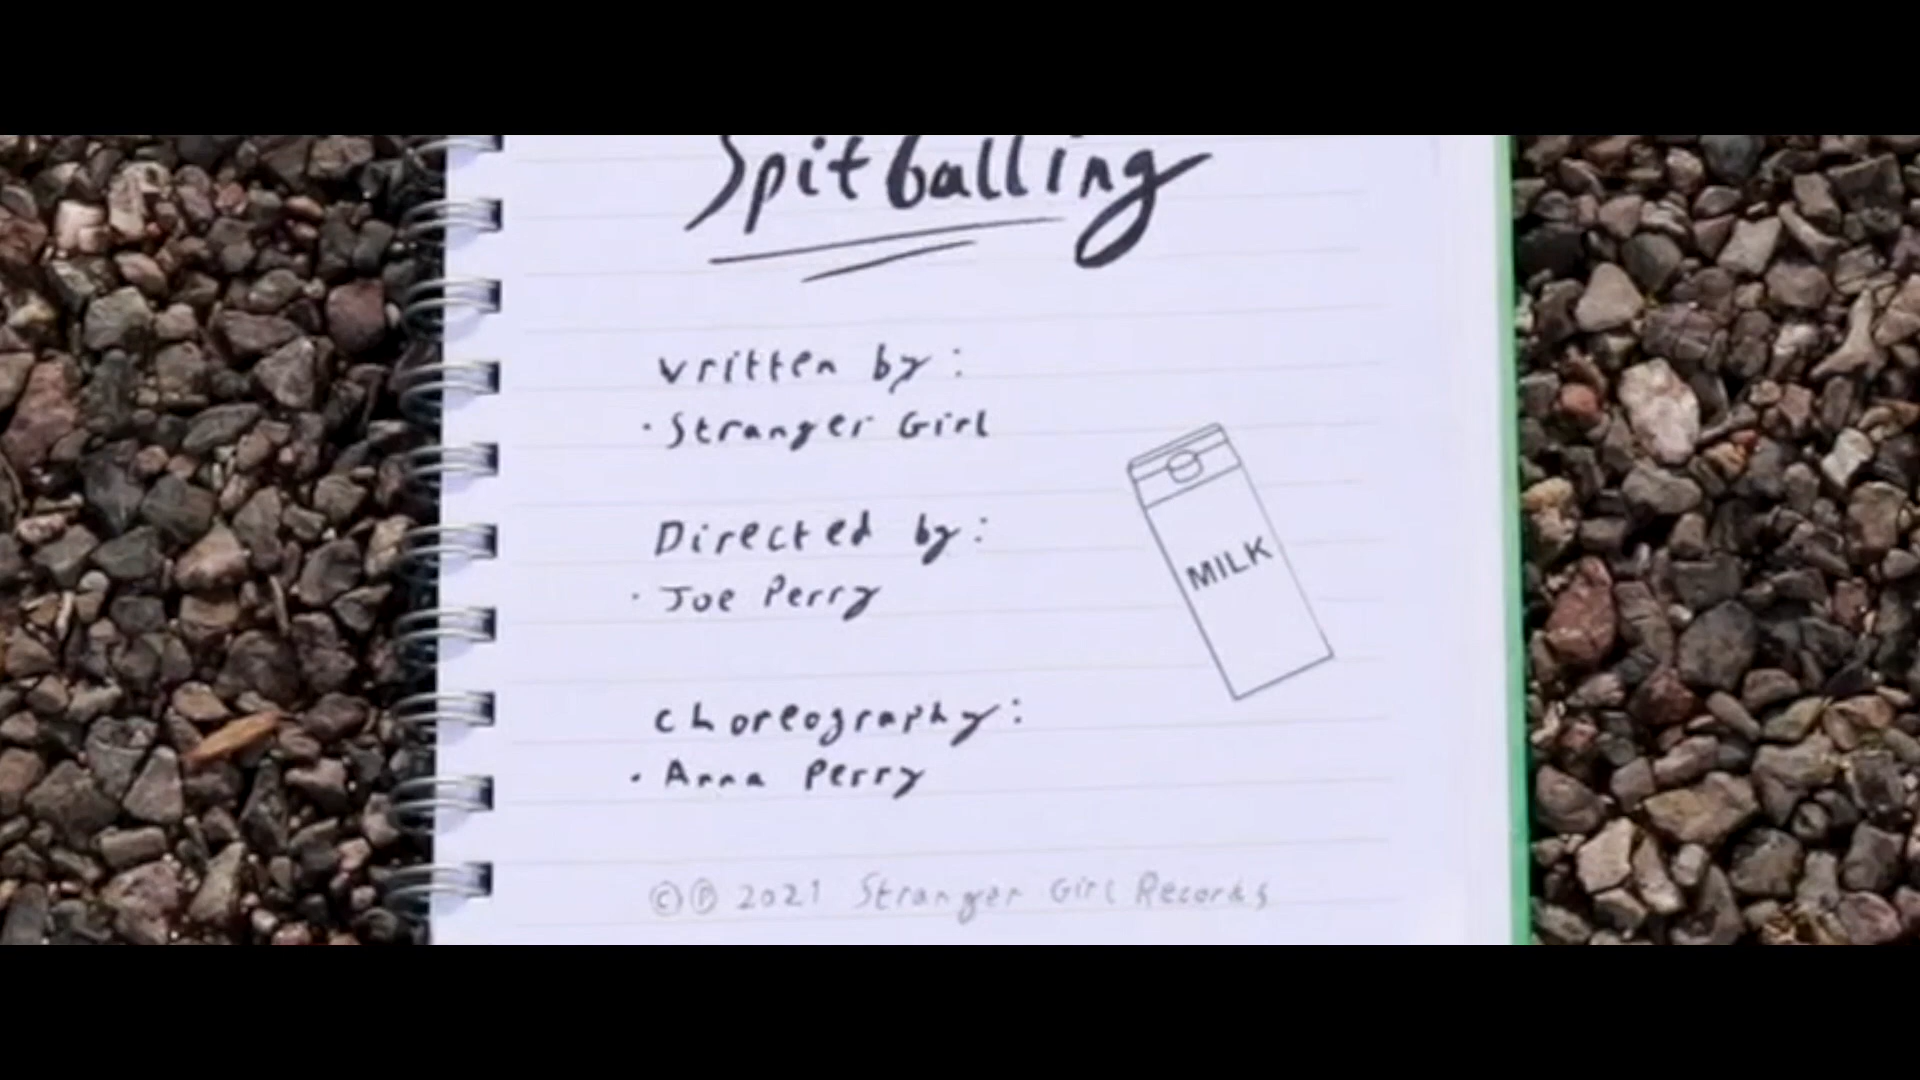 Spitballing
written by:
· Stranger Girl
Directed by:
· Joe Perry
MILK
choreography:
· Anna Perry
©℗ 2021 Stranger Girl Records